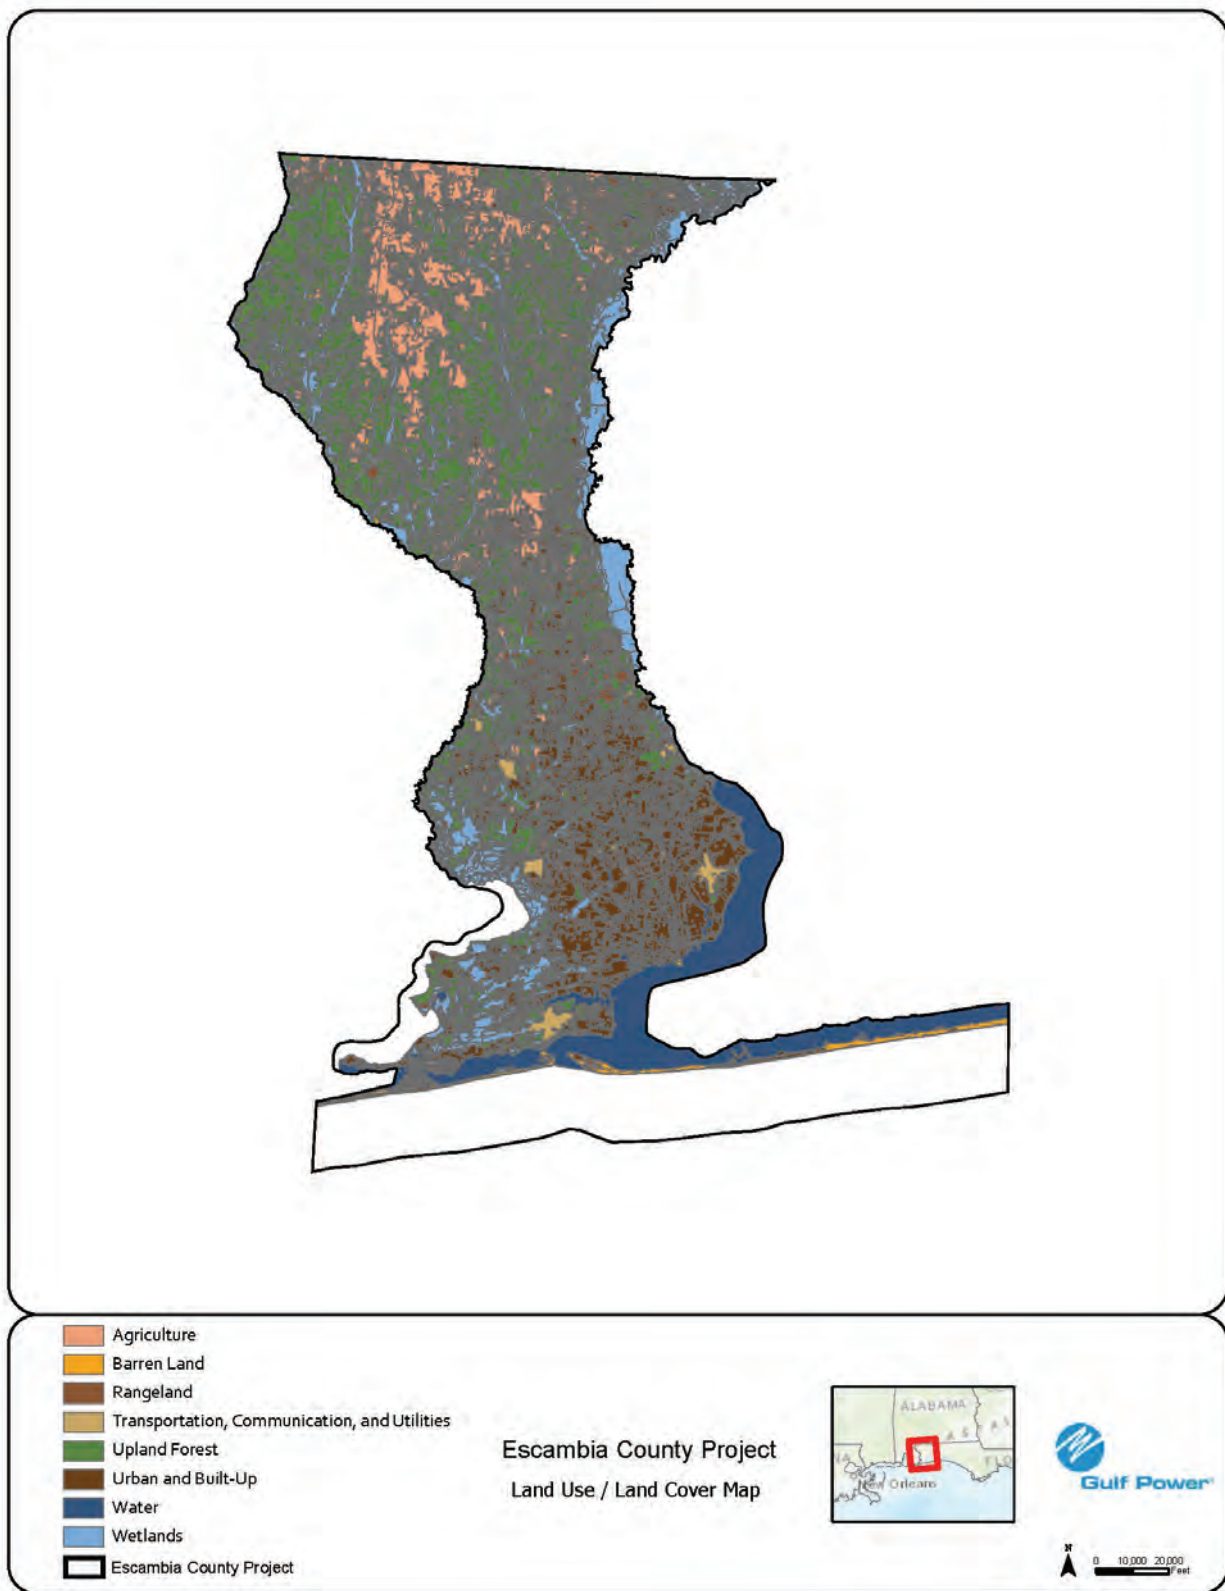 Agriculture
Barren Land
Rangeland
Transportation, Communication, and Utilities
Upland Forest
Urban and Built-Up
Water
Wetlands
Escambia County Project
Escambia County Project
Land Use / Land Cover Map
ALABAMA
New Orleans
Gulf Power
N
0 10,000 20,000
Feet